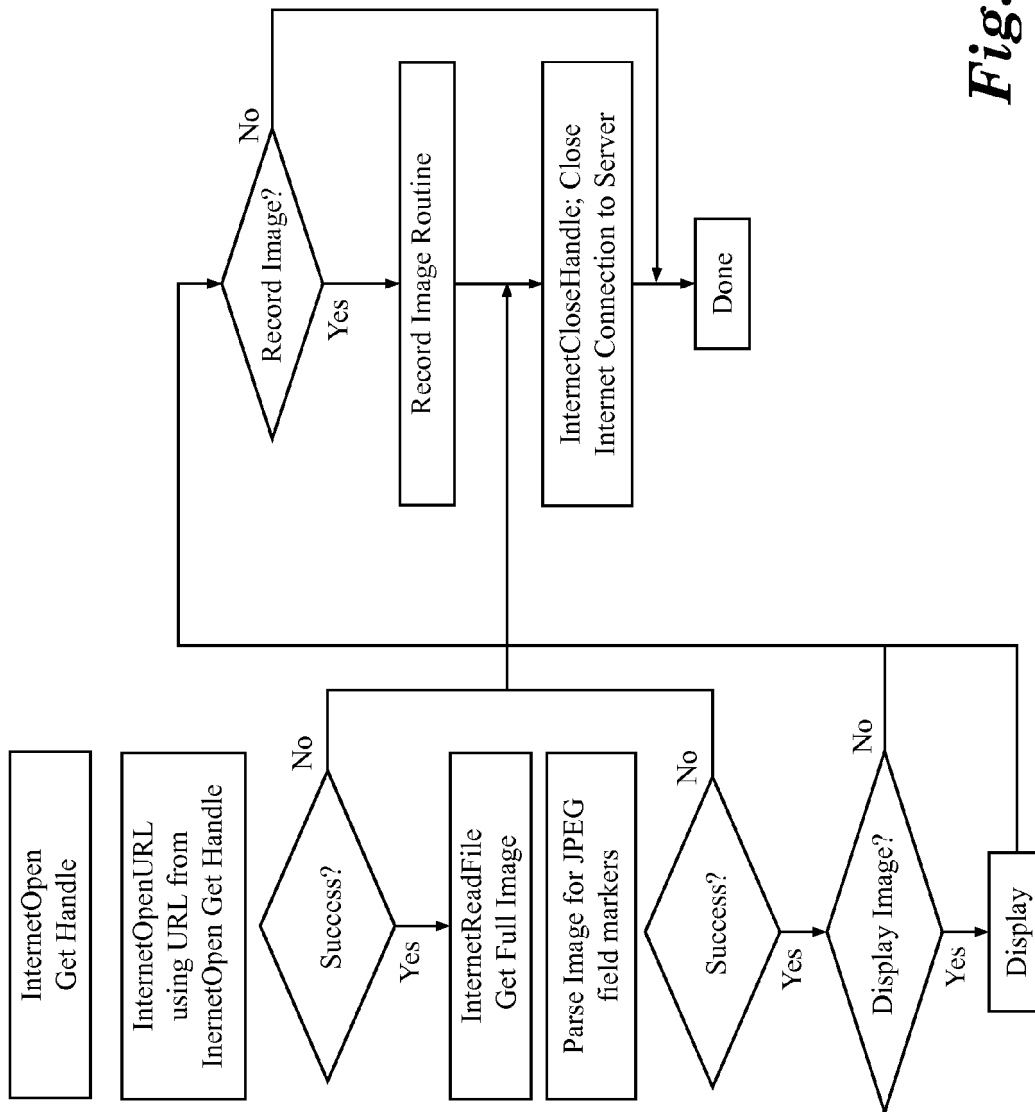 InternetOpen
Get Handle
InternetOpenURL
using URL from
InernetOpen Get Handle
Success?
No
Yes
InternetReadFile
Get Full Image
Parse Image for JPEG
field markers
Success?
No
Yes
Display Image?
No
Yes
Display
Record Image?
No
Yes
Record Image Routine
InternetCloseHandle; Close
Internet Connection to Server
Done
Fig.